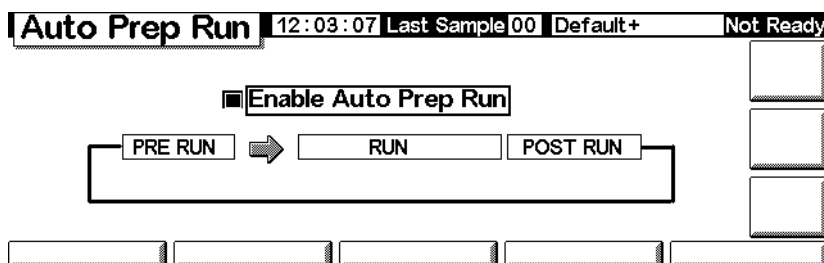 Auto Prep Run 12:03:07 Last Sample 00 Default+ Not Ready
Enable Auto Prep Run
PRE RUN RUN POST RUN